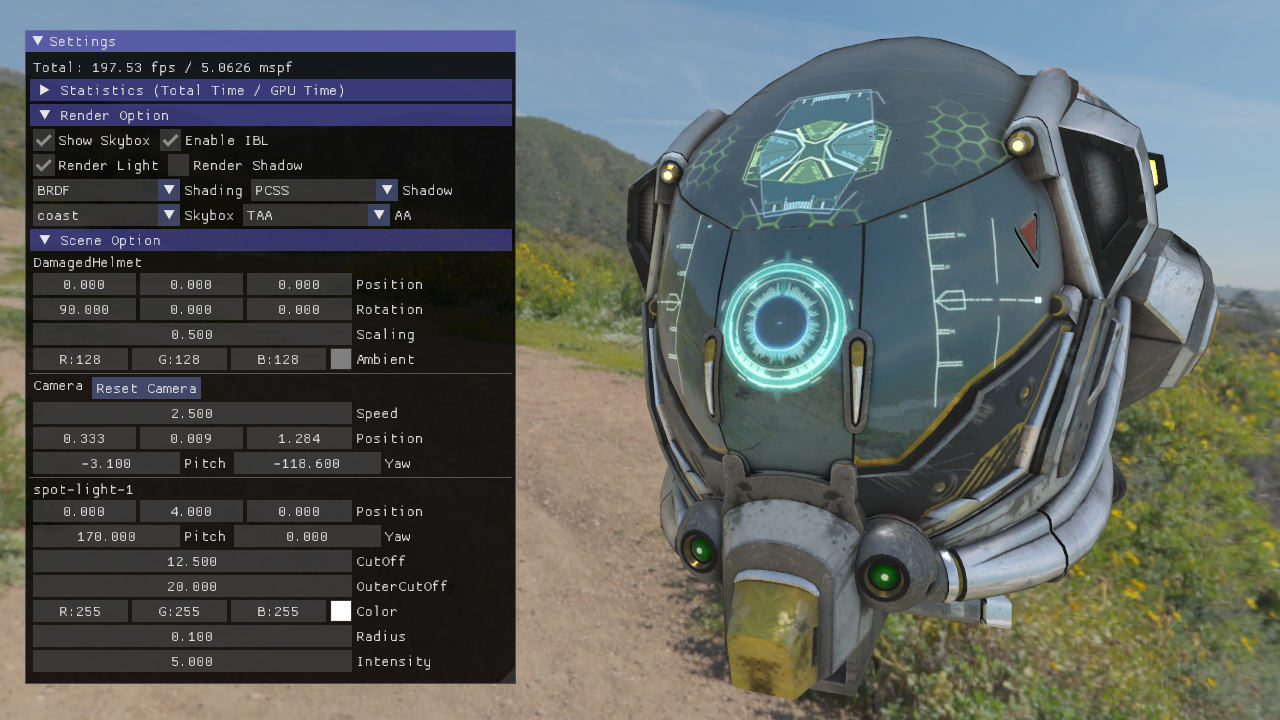 Settings
Total: 197.53 fps / 5.0626 mspf
Statistics (Total Time / GPU Time)
Render Option
Show Skybox Enable IBL
Render Light Render Shadow
BRDF Shading PCSS Shadow
coast Skybox TAA AA
Scene Option
DamagedHelmet
0.000 0.000 0.000 Position
90.000 0.000 0.000 Rotation
0.500 Scaling
R:128 G:128 B:128 Ambient
Camera Reset Camera
2.500 Speed
0.333 0.009 1.284 Position
-3.100 Pitch -118.600 Yaw
spot-light-1
0.000 4.000 0.000 Position
170.000 Pitch 0.000 Yaw
12.500 CutOff
20.000 OuterCutOff
R:255 G:255 B:255 Color
0.100 Radius
5.000 Intensity